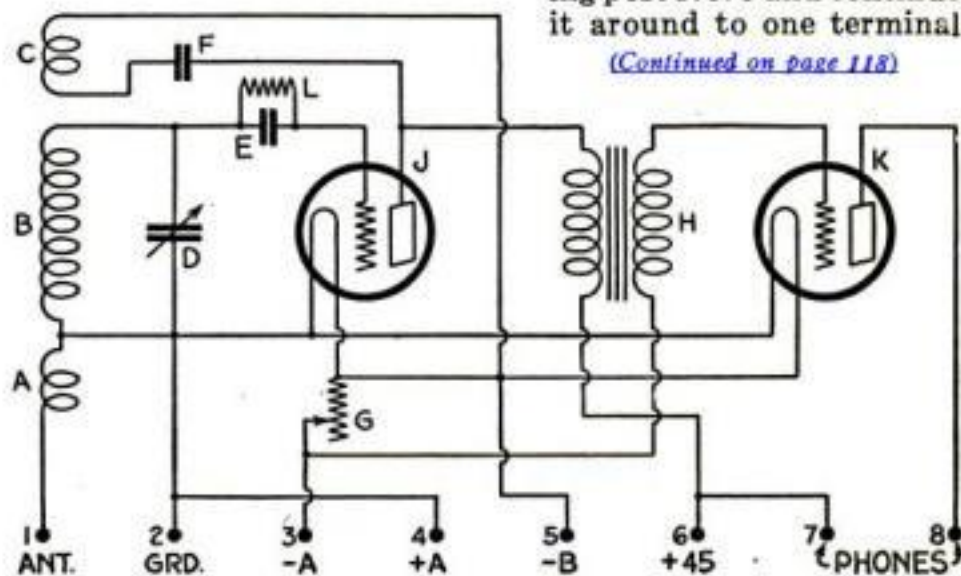 it around to one terminal
(Continued on page 118)
C
F
L
E
J
K
B
D
H
A
G
1 2 3 4 5 6 7 8
ANT. GRD. -A +A -B +45 PHONES